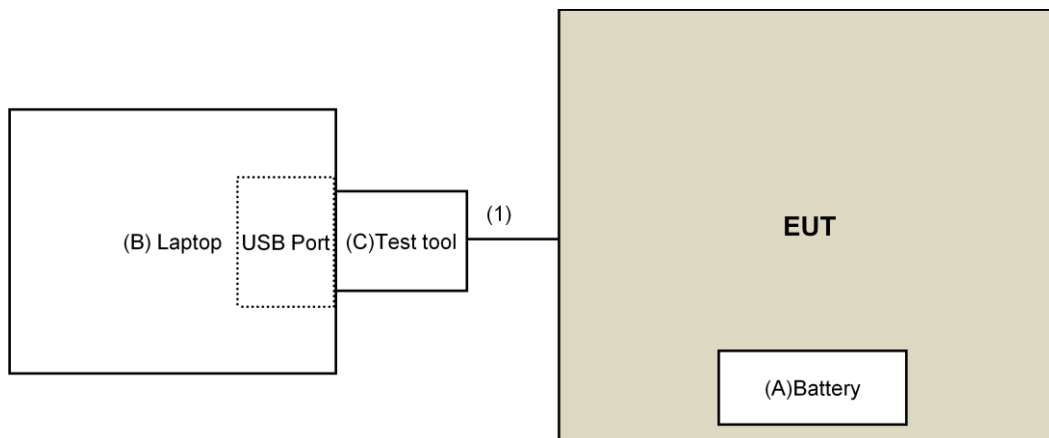 (B) Laptop
USB Port
(C)Test tool
(1)
EUT
(A)Battery